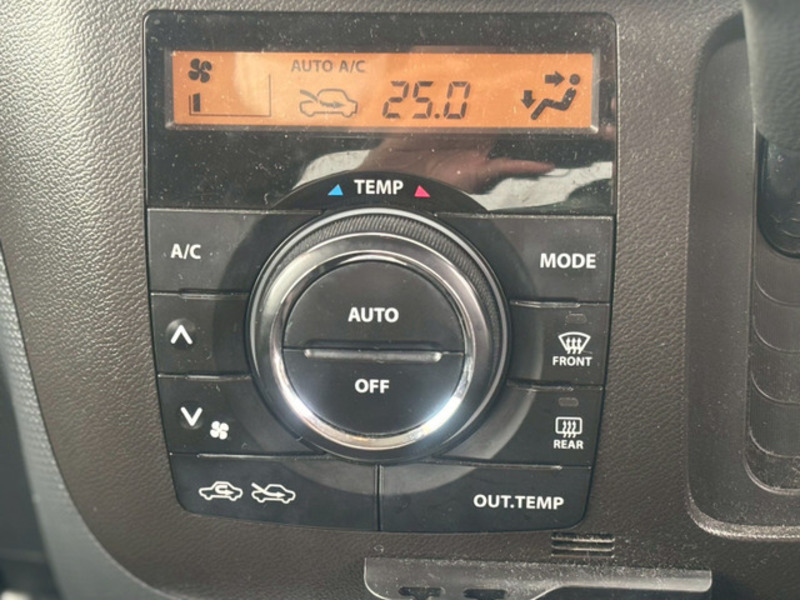 AUTO A/C
25.0
TEMP
A/C
MODE
AUTO
FRONT
OFF
REAR
OUT.TEMP